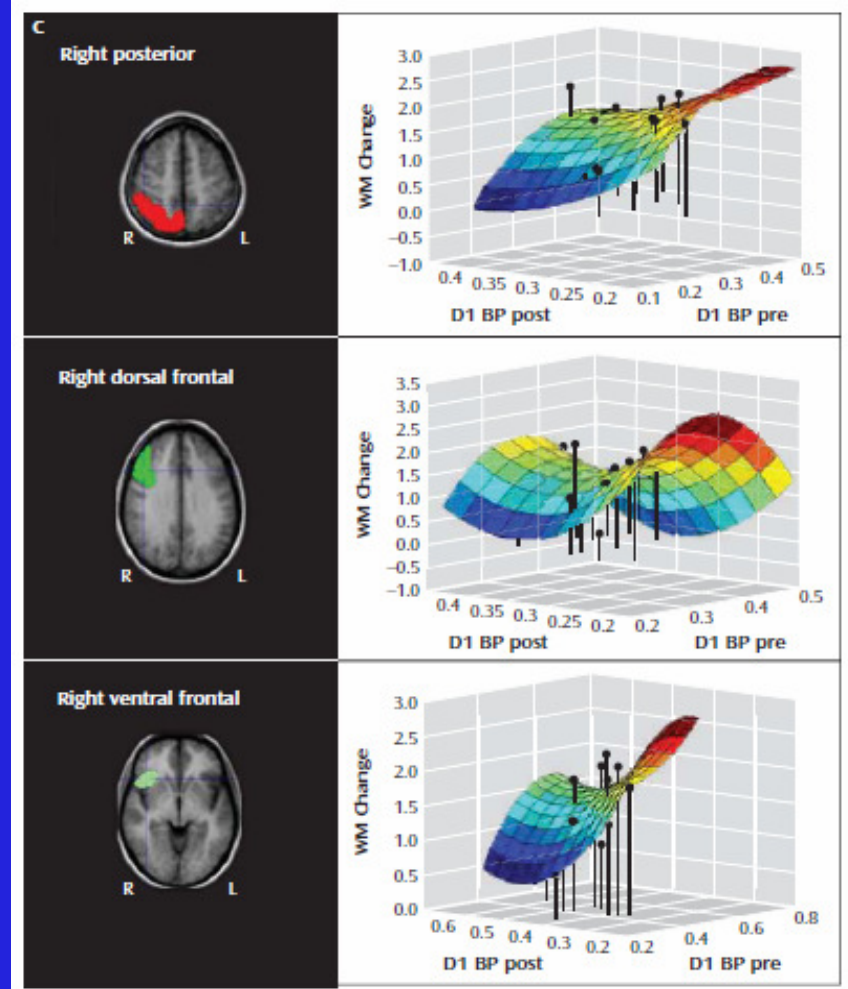 C
Right posterior
R
L
WM Change
3.0
2.5
2.0
1.5
1.0
0.5
0.0
−0.5
−1.0
0.4 0.35 0.3 0.25 0.2 0.1 0.2 0.3 0.4 0.5
D1 BP post
D1 BP pre
Right dorsal frontal
R
L
WM Change
3.5
3.0
2.5
2.0
1.5
1.0
0.5
0.0
−0.5
−1.0
0.4 0.35 0.3 0.25 0.2 0.2 0.3 0.4 0.5
D1 BP post
D1 BP pre
Right ventral frontal
R
L
WM Change
3.0
2.5
2.0
1.5
1.0
0.5
0.0
0.6 0.5 0.4 0.3 0.2 0.2 0.4 0.6 0.8
D1 BP post
D1 BP pre